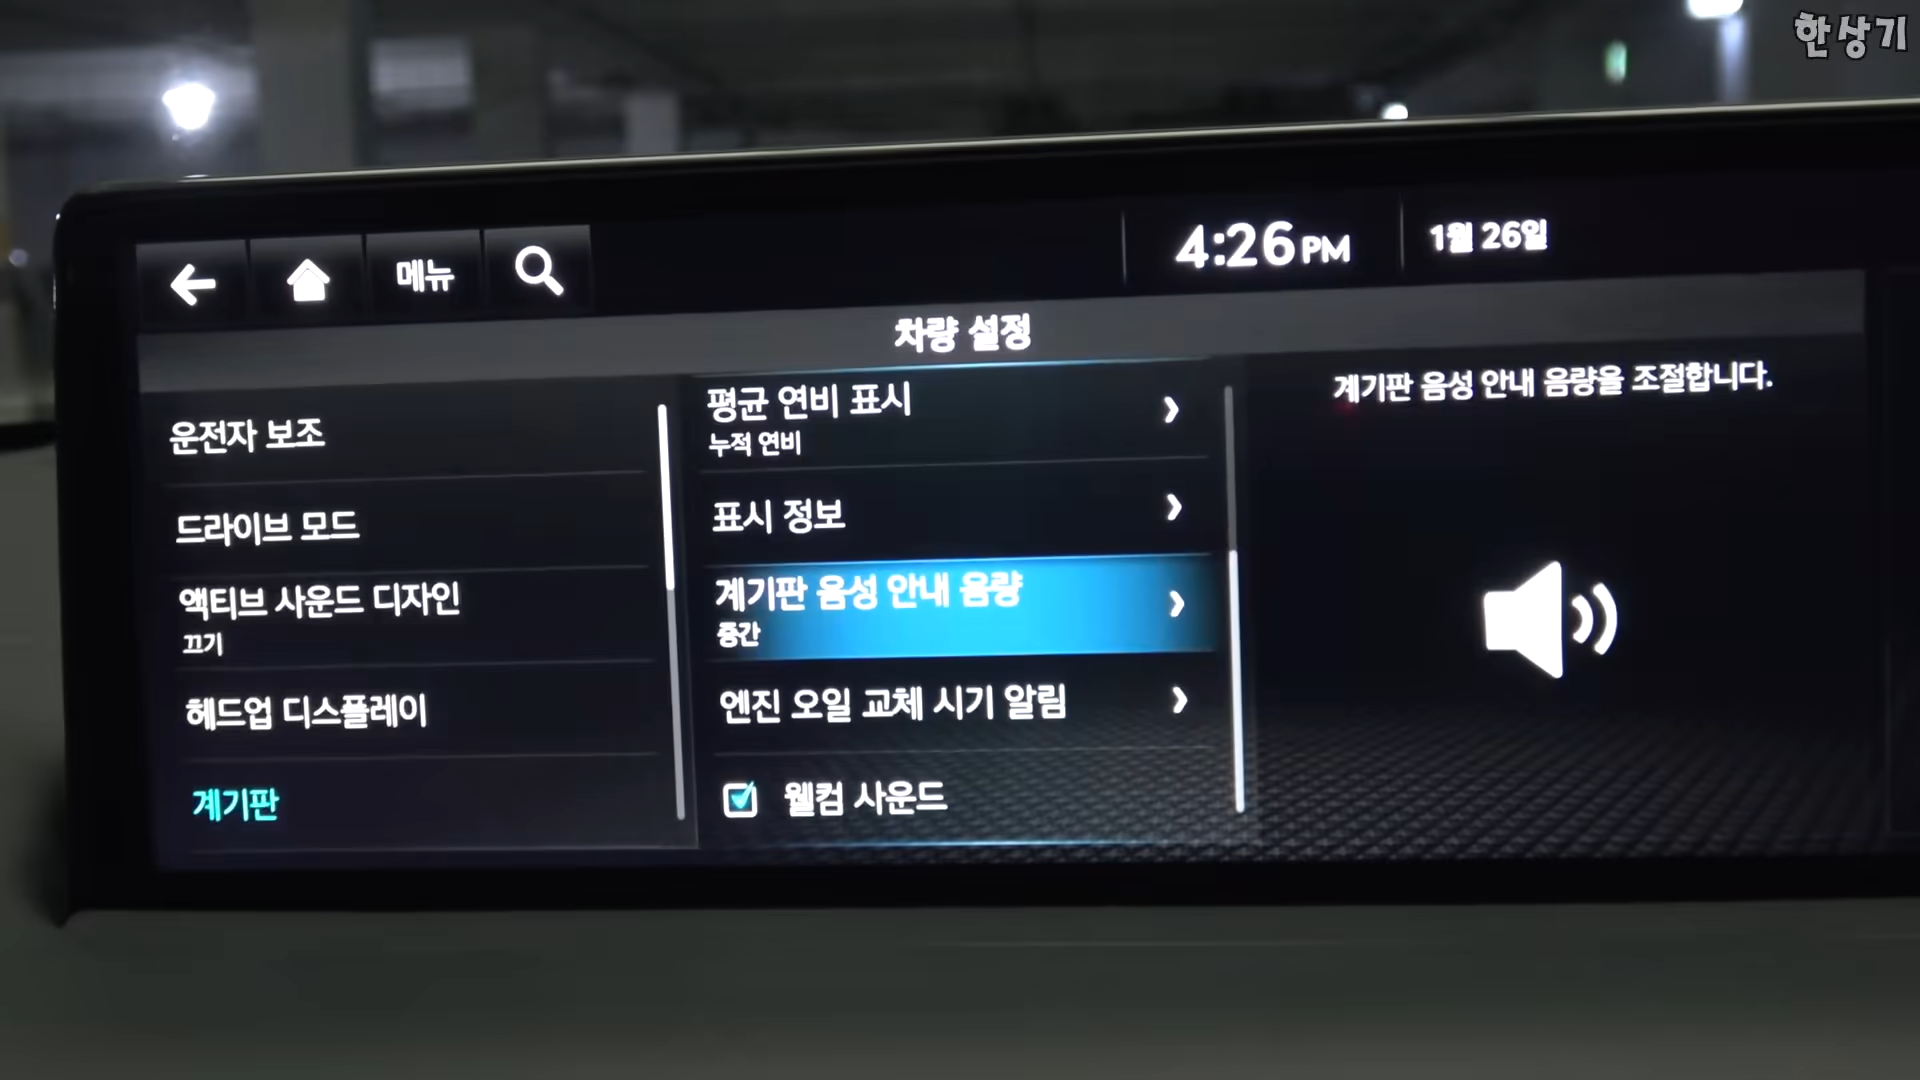 한상기
메뉴
4:26PM
1월 26일
차량 설정
운전자 보조
드라이브 모드
액티브 사운드 디자인
끄기
헤드업 디스플레이
계기판
평균 연비 표시
누적 연비
표시 정보
계기판 음성 안내 음량
중간
엔진 오일 교체 시기 알림
웰컴 사운드
계기판 음성 안내 음량을 조절합니다.